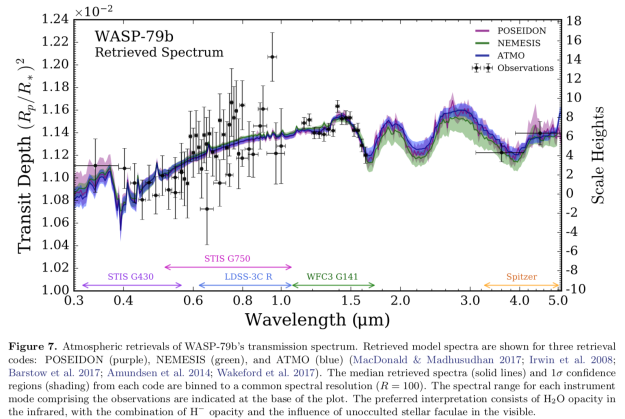 1.24 ×10⁻²
WASP-79b
Retrieved Spectrum
POSEIDON
NEMESIS
ATMO
Observations
1.22
1.20
1.18
1.16
1.14
1.12
1.10
1.08
1.06
1.04
1.02
1.00
Transit Depth (Rp/R*)²
18
16
14
12
10
8
6
4
2
0
−2
−4
−6
−8
−10
Scale Heights
STIS G750
STIS G430
LDSS-3C R
WFC3 G141
Spitzer
0.3 0.4 0.6 0.8 1.0 1.5 2.0 3.0 4.0 5.0
Wavelength (μm)
Figure 7. Atmospheric retrievals of WASP-79b's transmission spectrum. Retrieved model spectra are shown for three retrieval
codes: POSEIDON (purple), NEMESIS (green), and ATMO (blue) (MacDonald & Madhusudhan 2017; Irwin et al. 2008;
Barstow et al. 2017; Amundsen et al. 2014; Wakeford et al. 2017). The median retrieved spectra (solid lines) and 1σ confidence
regions (shading) from each code are binned to a common spectral resolution (R = 100). The spectral range for each instrument
mode comprising the observations are indicated at the base of the plot. The preferred interpretation consists of H₂O opacity in
the infrared, with the combination of H⁻ opacity and the influence of unocculted stellar faculae in the visible.